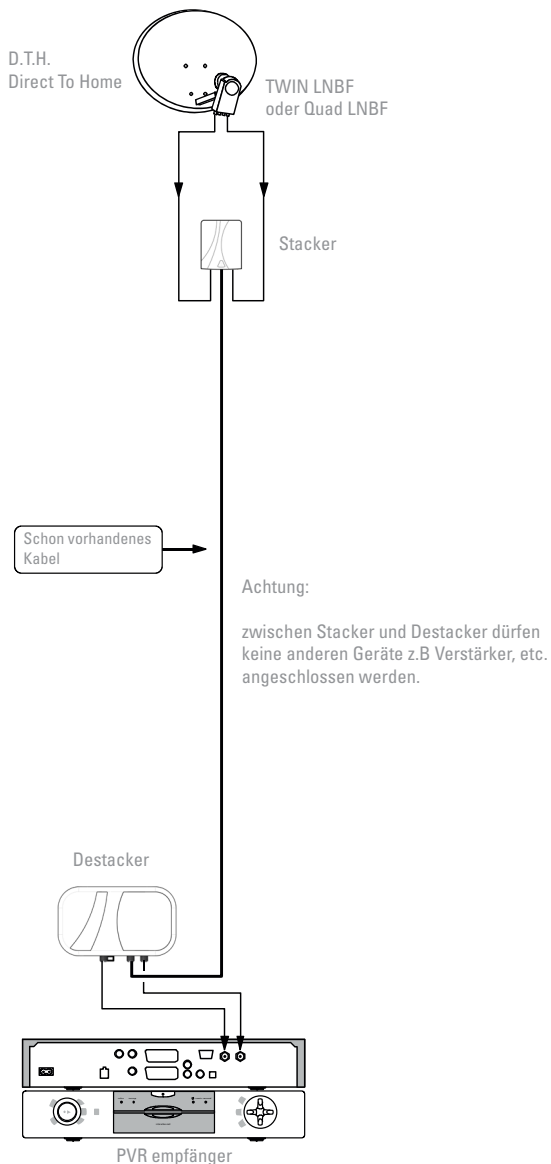 D.T.H.
Direct To Home
TWIN LNBF
oder Quad LNBF
Stacker
Schon vorhandenes
Kabel
Achtung:
zwischen Stacker und Destacker dürfen
keine anderen Geräte z.B Verstärker, etc.
angeschlossen werden.
Destacker
PVR empfänger